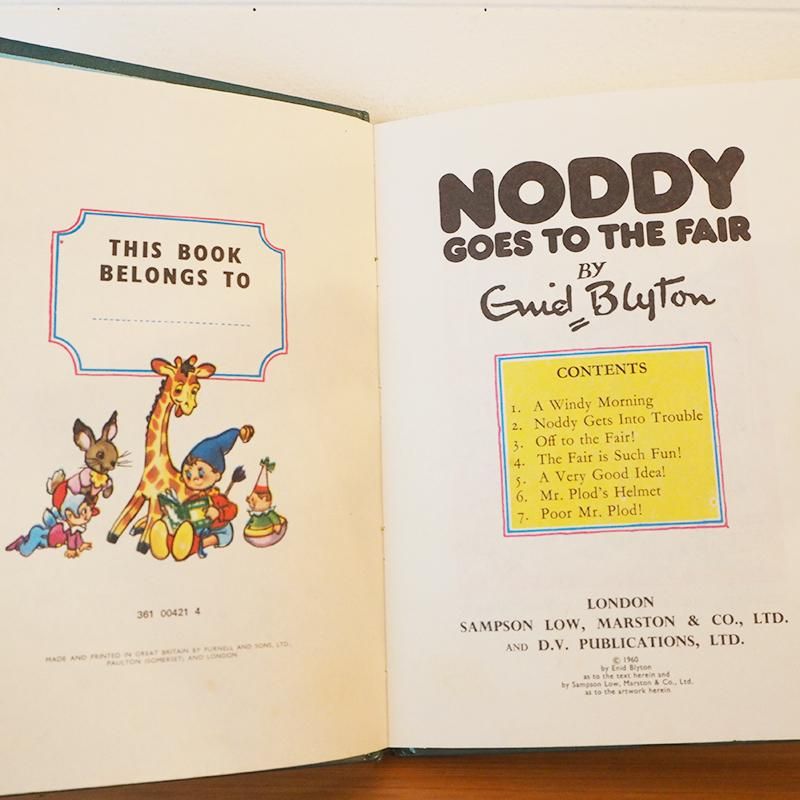 THIS BOOK
BELONGS TO
361 00421 4
MADE AND PRINTED IN GREAT BRITAIN BY PURNELL AND SONS, LTD.,
PAULTON (SOMERSET) AND LONDON
NODDY
GOES TO THE FAIR
BY
Enid Blyton
CONTENTS
1. A Windy Morning
2. Noddy Gets Into Trouble
3. Off to the Fair!
4. The Fair is Such Fun!
5. A Very Good Idea!
6. Mr. Plod's Helmet
7. Poor Mr. Plod!
LONDON
SAMPSON LOW, MARSTON & CO., LTD.
AND D.V. PUBLICATIONS, LTD.
© 1960
by Enid Blyton
as to the text herein and
by Sampson Low, Marston & Co., Ltd.
as to the artwork herein